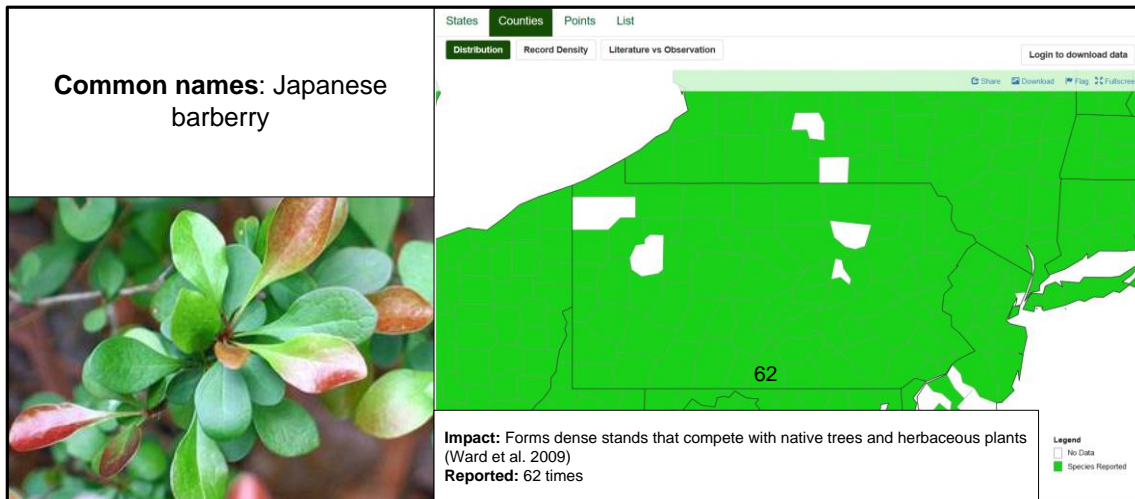 Common names: Japanese
barberry
States Counties Points List
Distribution Record Density Literature vs Observation
Login to download data
Share Download Flag Fullscreen
62
Impact: Forms dense stands that compete with native trees and herbaceous plants
(Ward et al. 2009)
Reported: 62 times
Legend
No Data
Species Reported